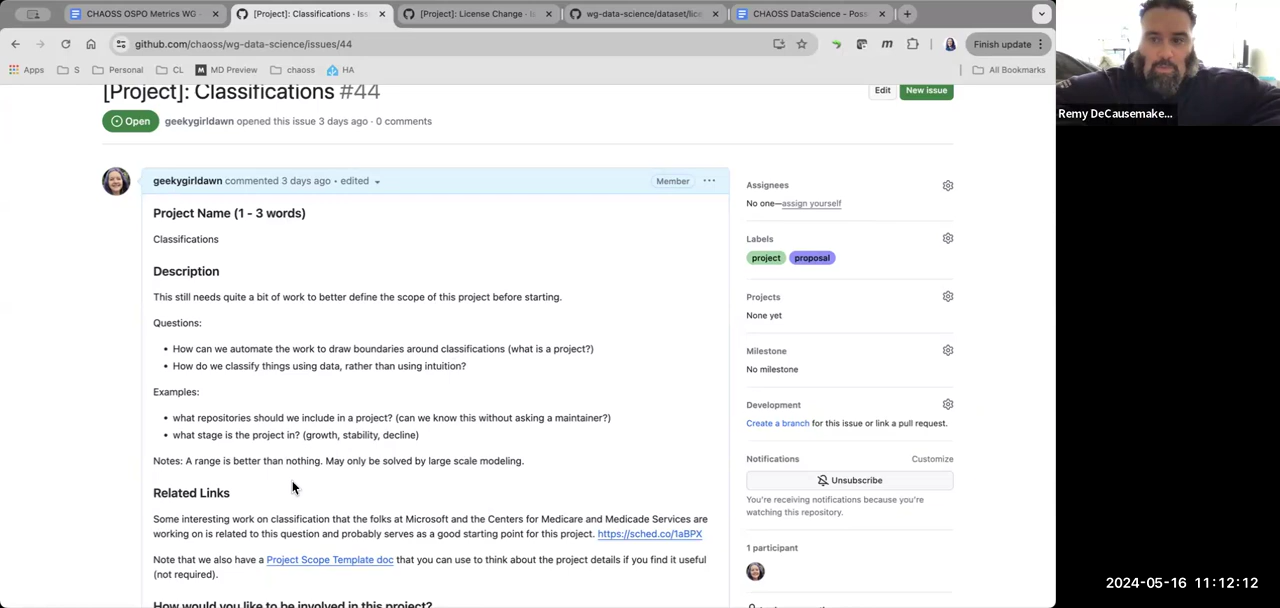 CHAOSS OSPO Metrics WG -
[Project]: Classifications · Iss
[Project]: License Change · 
wg-data-science/dataset/lice
CHAOSS DataScience - Poss
github.com/chaoss/wg-data-science/issues/44
Finish update
Apps
S
Personal
CL
MD Preview
chaoss
HA
All Bookmarks
[Project]: Classifications #44
Edit
New issue
Open
geekygirldawn opened this issue 3 days ago · 0 comments
geekygirldawn commented 3 days ago • edited
Member
Project Name (1 - 3 words)
Classifications
Description
This still needs quite a bit of work to better define the scope of this project before starting.
Questions:
• How can we automate the work to draw boundaries around classifications (what is a project?)
• How do we classify things using data, rather than using intuition?
Examples:
• what repositories should we include in a project? (can we know this without asking a maintainer?)
• what stage is the project in? (growth, stability, decline)
Notes: A range is better than nothing. May only be solved by large scale modeling.
Related Links
Some interesting work on classification that the folks at Microsoft and the Centers for Medicare and Medicade Services are
working on is related to this question and probably serves as a good starting point for this project. https://sched.co/1aBPX
Note that we also have a Project Scope Template doc that you can use to think about the project details if you find it useful
(not required).
How would you like to be involved in this project?
Assignees
No one—assign yourself
Labels
project
proposal
Projects
None yet
Milestone
No milestone
Development
Create a branch for this issue or link a pull request.
Notifications
Customize
Unsubscribe
You're receiving notifications because you're
watching this repository.
1 participant
Remy DeCausemake...
2024-05-16 11:12:12